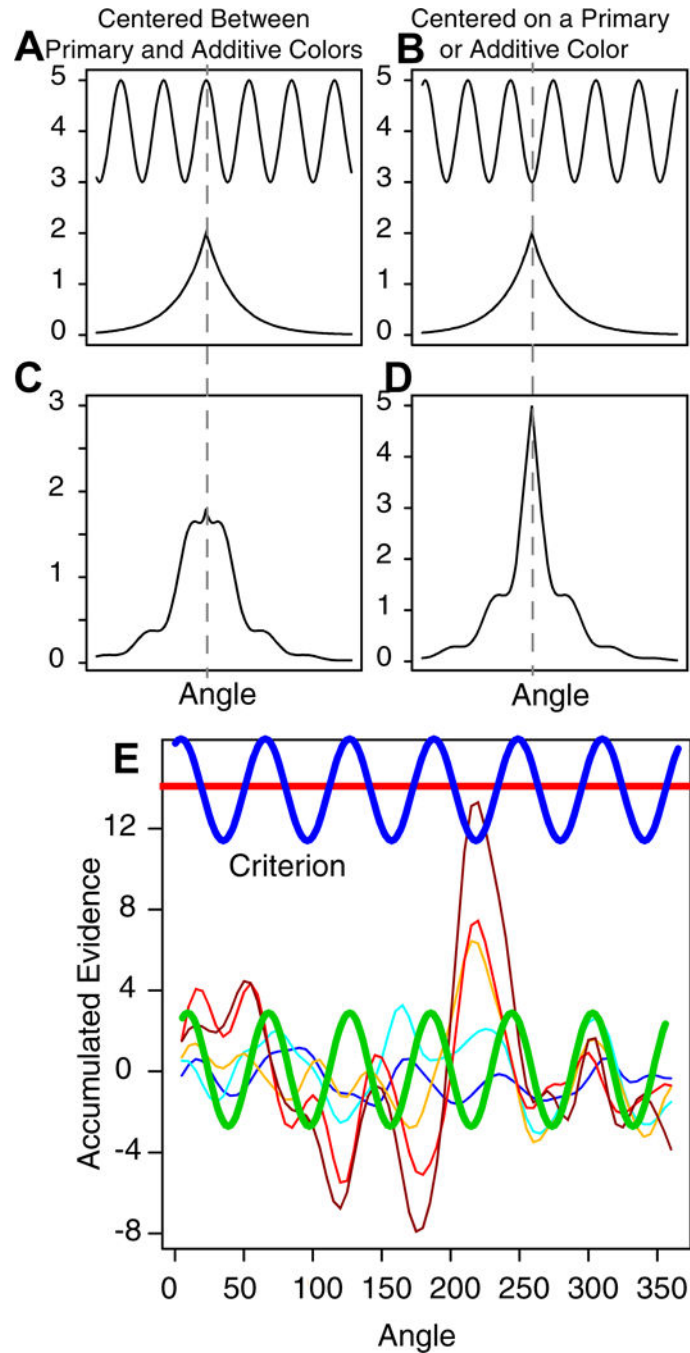 Centered Between
Primary and Additive Colors
Centered on a Primary
or Additive Color
A
5
4
3
2
1
0
B
5
4
3
2
1
0
C
3
2
1
0
Angle
D
5
4
3
2
1
0
Angle
E
Criterion
Accumulated Evidence
12
8
4
0
-4
-8
0 50 100 150 200 250 300 350
Angle